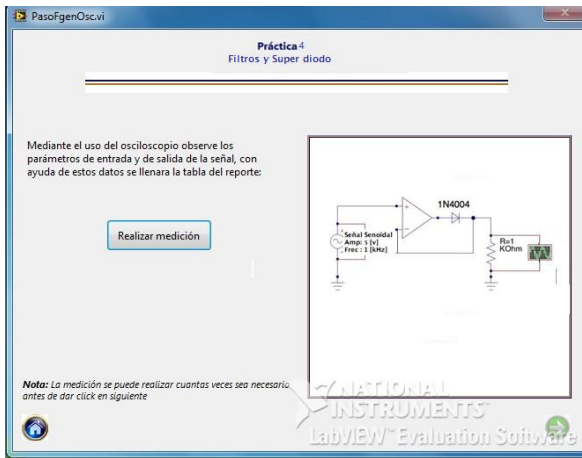 PasoFgenOsc.vi
Práctica 4
Filtros y Super diodo
Mediante el uso del osciloscopio observe los
parámetros de entrada y de salida de la señal, con
ayuda de estos datos se llenara la tabla del reporte:
Realizar medición
1N4004
Señal Senoidal
Amp: 5 [v]
Frec : 1 [kHz]
R=1
KOhm
Nota: La medición se puede realizar cuantas veces sea necesario
antes de dar click en siguiente
NATIONAL
INSTRUMENTS
LabVIEW Evaluation Software